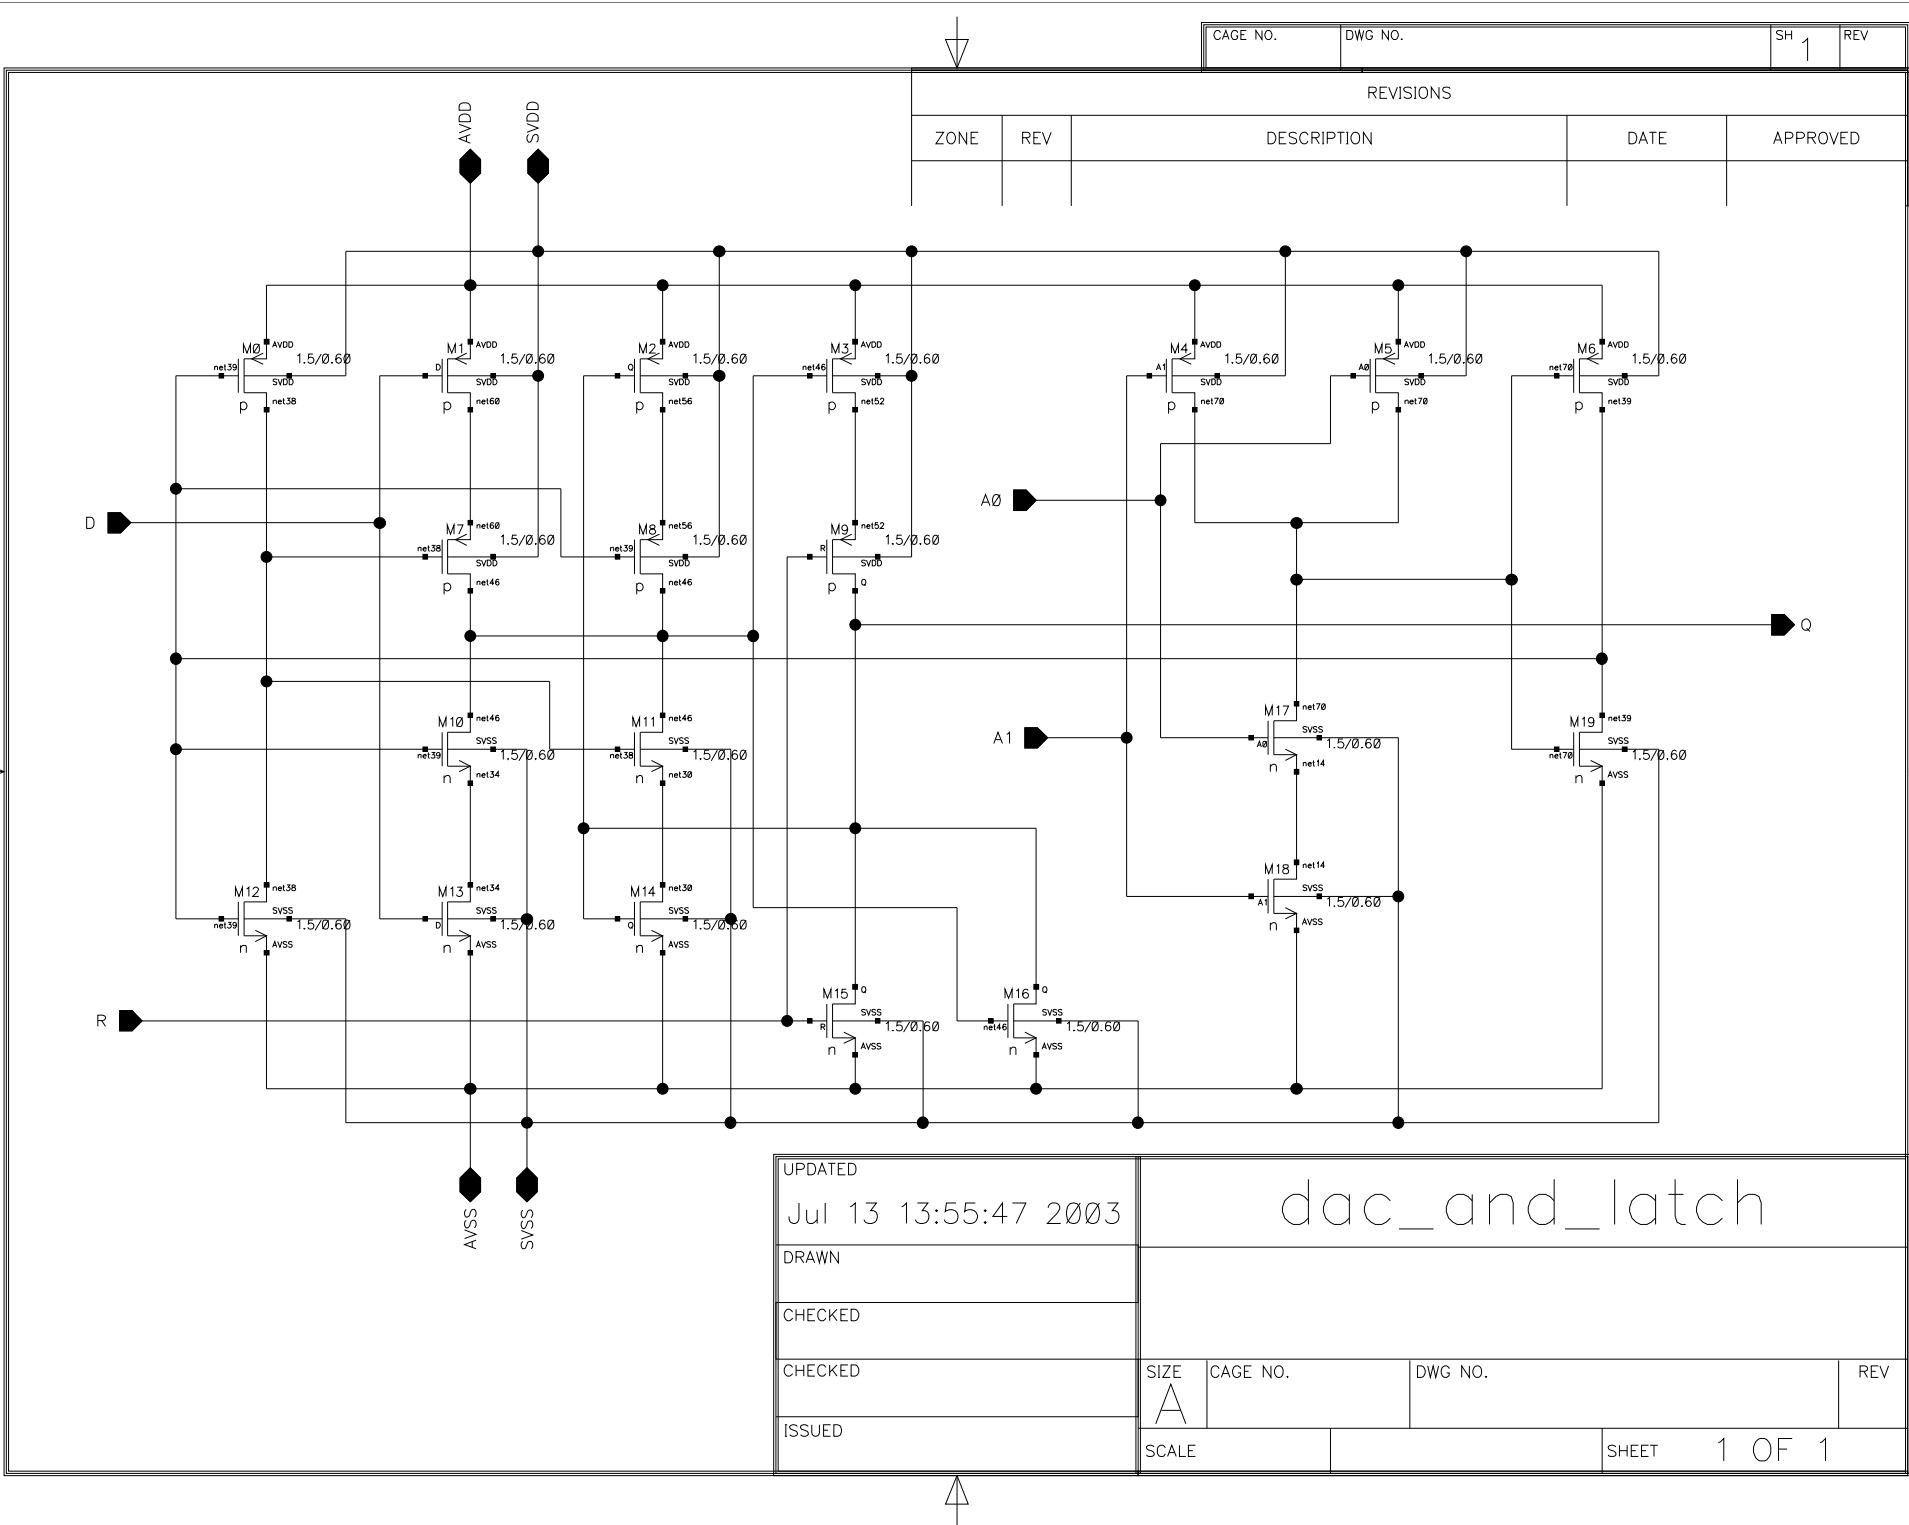 CAGE NO. DWG NO. SH 1 REV
REVISIONS
ZONE REV DESCRIPTION DATE APPROVED
AVDD SVDD
M0 AVDD 1.5/0.60 net39 SVDD p net38
M1 AVDD 1.5/0.60 D SVDD p net60
M2 AVDD 1.5/0.60 Q SVDD p net56
M3 AVDD 1.5/0.60 net46 SVDD p net52
M4 AVDD 1.5/0.60 A1 SVDD p net70
M5 AVDD 1.5/0.60 A0 SVDD p net70
M6 AVDD 1.5/0.60 net70 SVDD p net39
A0
D
M7 net60 1.5/0.60 net38 SVDD p net46
M8 net56 1.5/0.60 net39 SVDD p net46
M9 net52 1.5/0.60 R SVDD p Q
Q
M10 net46 SVSS 1.5/0.60 net39 n net34
M11 net46 SVSS 1.5/0.60 net38 n net30
A1
M17 net70 SVSS 1.5/0.60 A0 n net14
M19 net39 SVSS 1.5/0.60 net70 n AVSS
M12 net38 SVSS 1.5/0.60 net39 n AVSS
M13 net34 SVSS 1.5/0.60 D n AVSS
M14 net30 SVSS 1.5/0.60 Q n AVSS
M18 net14 SVSS 1.5/0.60 A1 n AVSS
R
M15 Q SVSS 1.5/0.60 R n AVSS
M16 Q SVSS 1.5/0.60 net46 n AVSS
AVSS SVSS
UPDATED
Jul 13 13:55:47 2003
dac_and_latch
DRAWN
CHECKED
CHECKED
ISSUED
SIZE A CAGE NO. DWG NO. REV
SCALE SHEET 1 OF 1